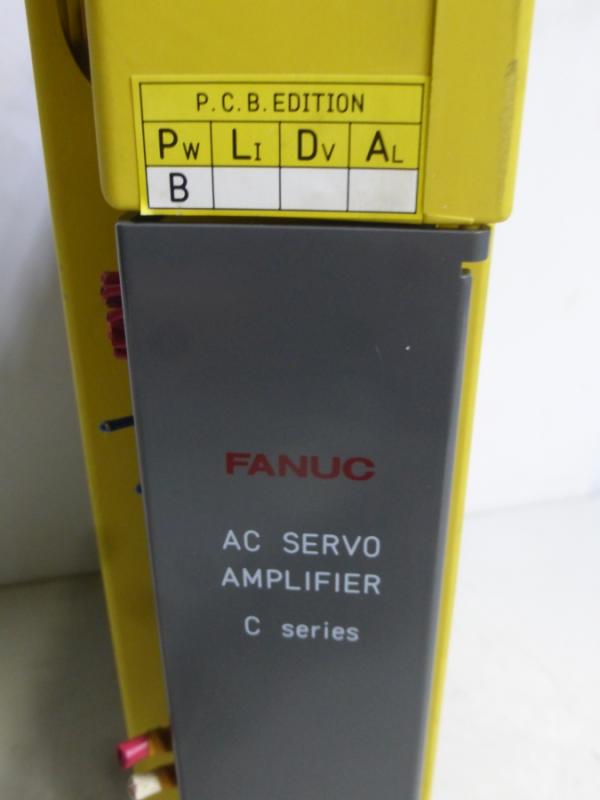 P.C.B.EDITION
PW LI DV AL
B
FANUC
AC SERVO
AMPLIFIER
C series